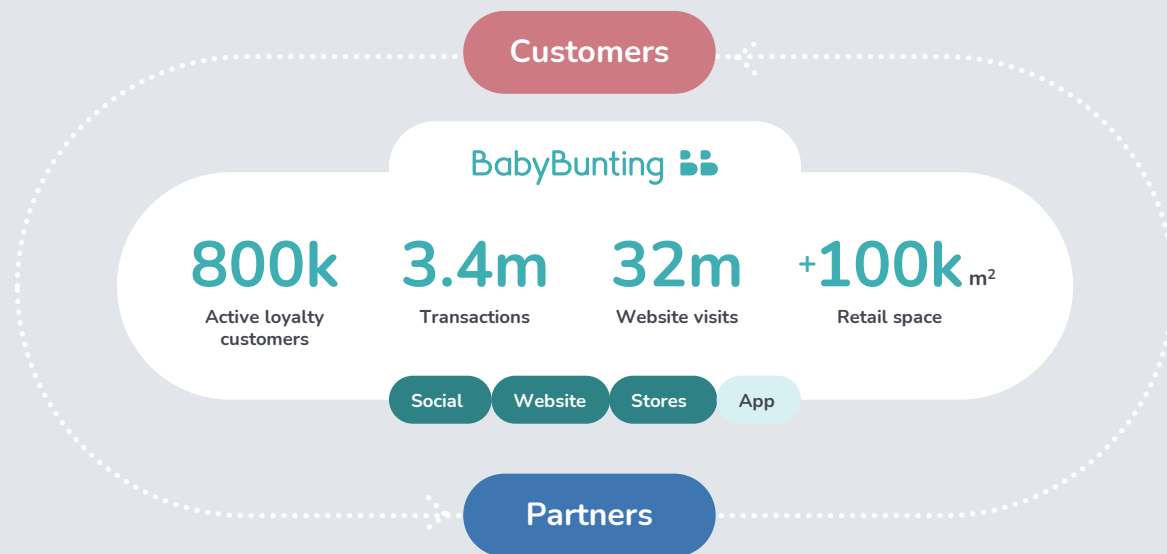 Customers
BabyBunting
800k 3.4m 32m +100k m²
Active loyalty Transactions Website visits Retail space
customers
Social Website Stores App
Partners